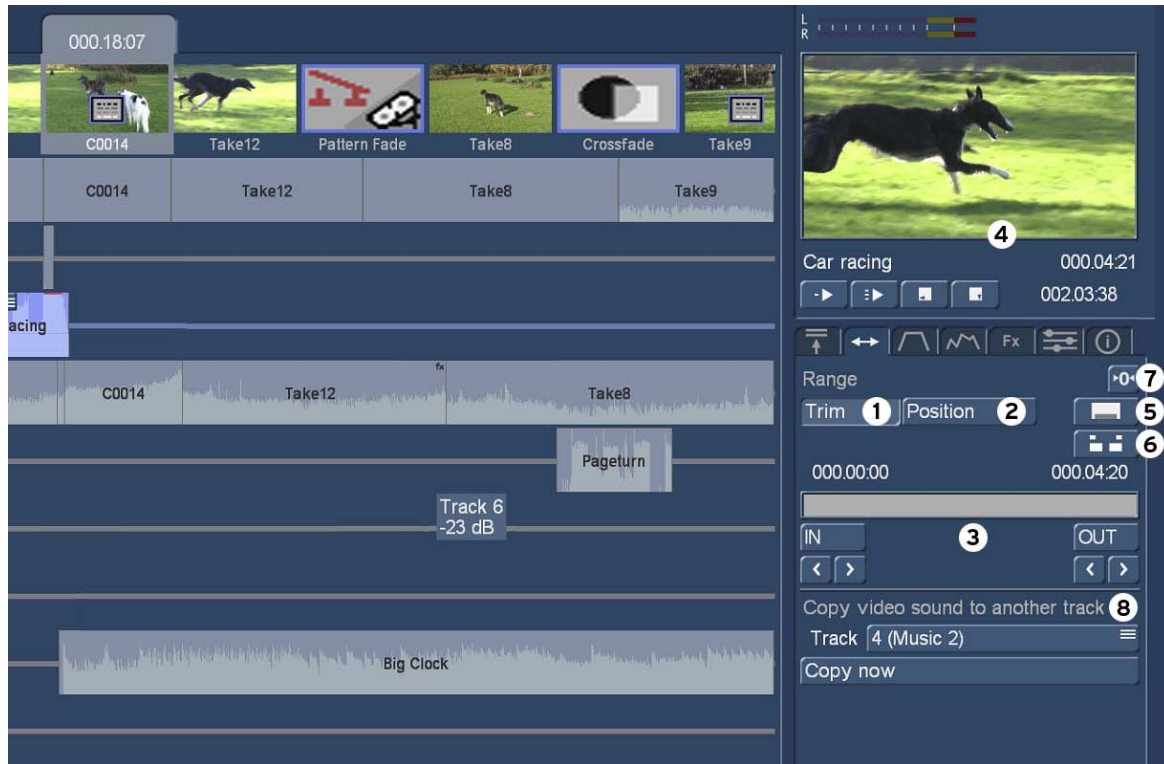 000.18:07
C0014 Take12 Pattern Fade Take8 Crossfade Take9
C0014 Take12 Take8 Take9
acing
fx
C0014 Take12 Take8
Pageturn
Track 6
-23 dB
Big Clock
L
R
4
Car racing 000.04:21
002.03:38
Fx
Range 0 7
Trim 1 Position 2 5
6
000.00:00 000.04:20
IN 3 OUT
Copy video sound to another track 8
Track 4 (Music 2)
Copy now